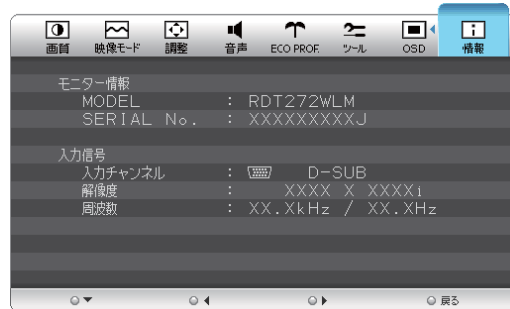 画質 映像モード 調整 音声 ECO PROF. ツール OSD 情報
モニター情報
MODEL : RDT272WLM
SERIAL No. : XXXXXXXXXJ
入力信号
入力チャンネル : D-SUB
解像度 : XXXX X XXXXi
周波数 : XX.XkHz / XX.XHz
戻る